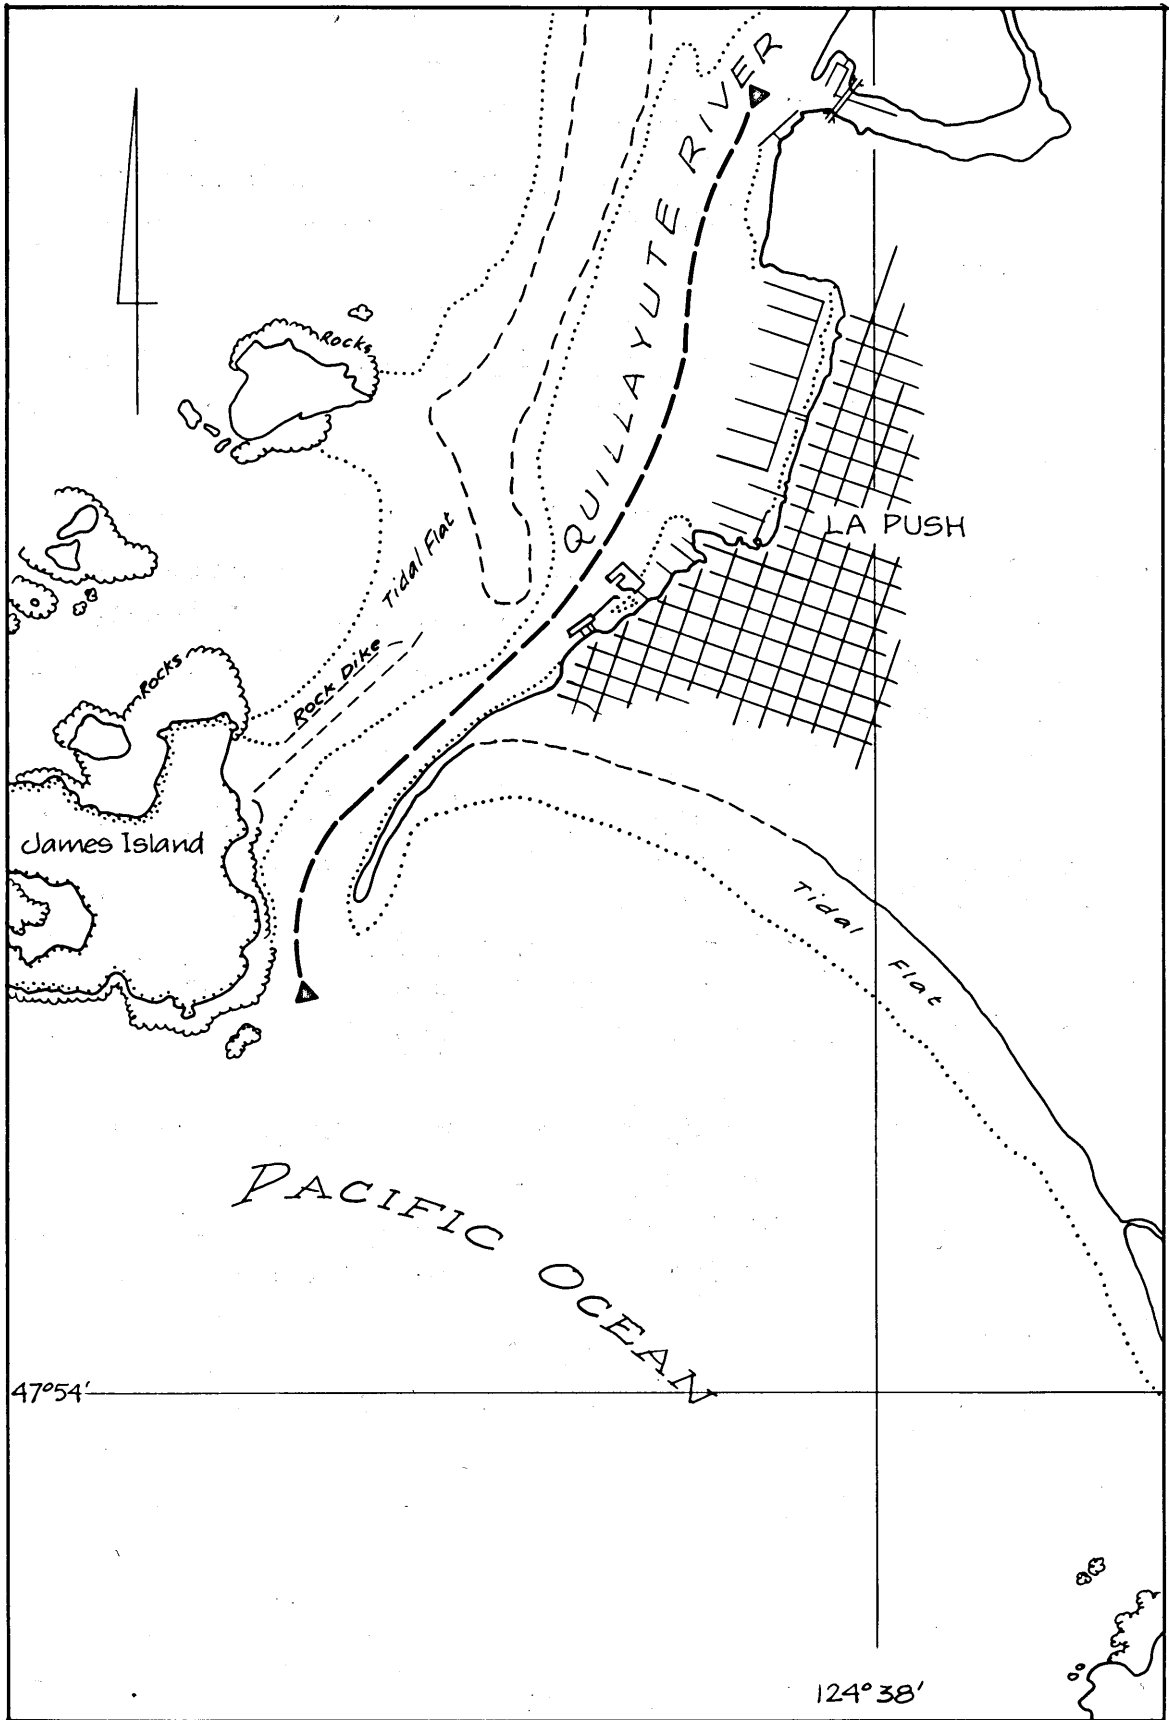 QUILLAYUTE RIVER
Rocks
LA PUSH
Tidal Flat
Rock Dike
Rocks
James Island
Tidal Flat
PACIFIC OCEAN
47°54'
124°38'